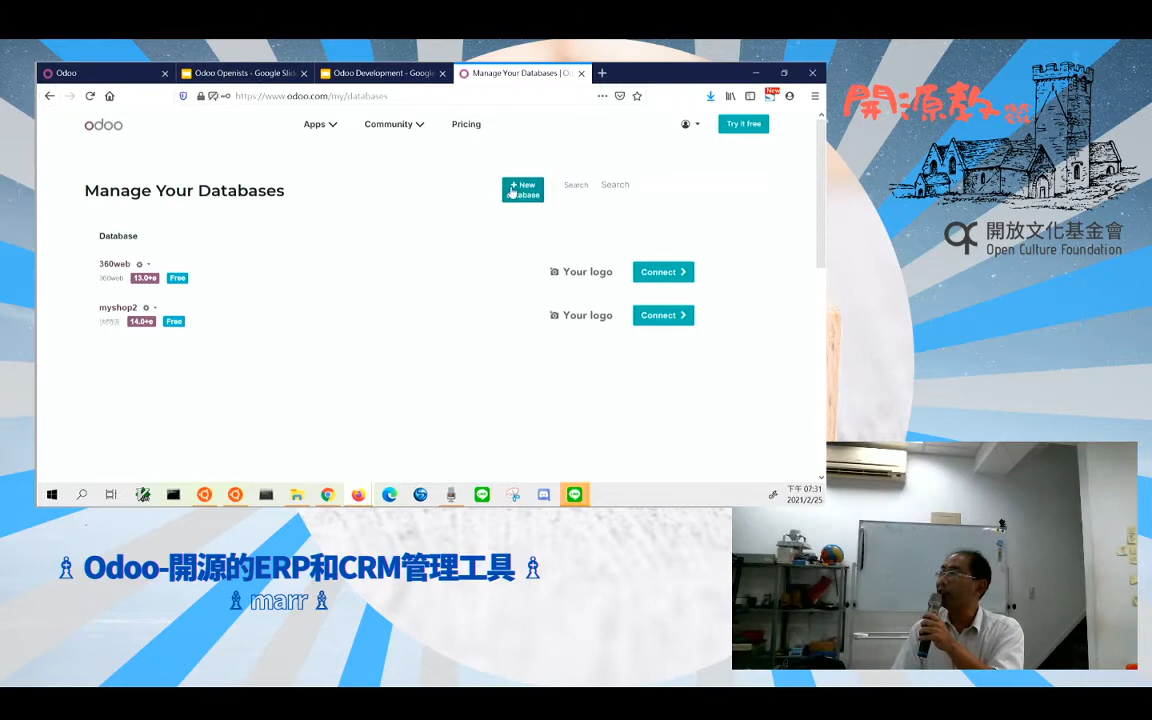 Odoo
Odoo Openists - Google Slid
Odoo Development - Google
Manage Your Databases | O
https://www.odoo.com/my/databases
New
odoo
Apps
Community
Pricing
Try it free
Manage Your Databases
+ New
Search
Search
Database
360web
360web 13.0+e Free
Your logo
Connect
myshop2
14.0+e Free
Your logo
Connect
下午 07:31
2021/2/25
開源教
開放文化基金會
Open Culture Foundation
Odoo-開源的ERP和CRM管理工具
marr